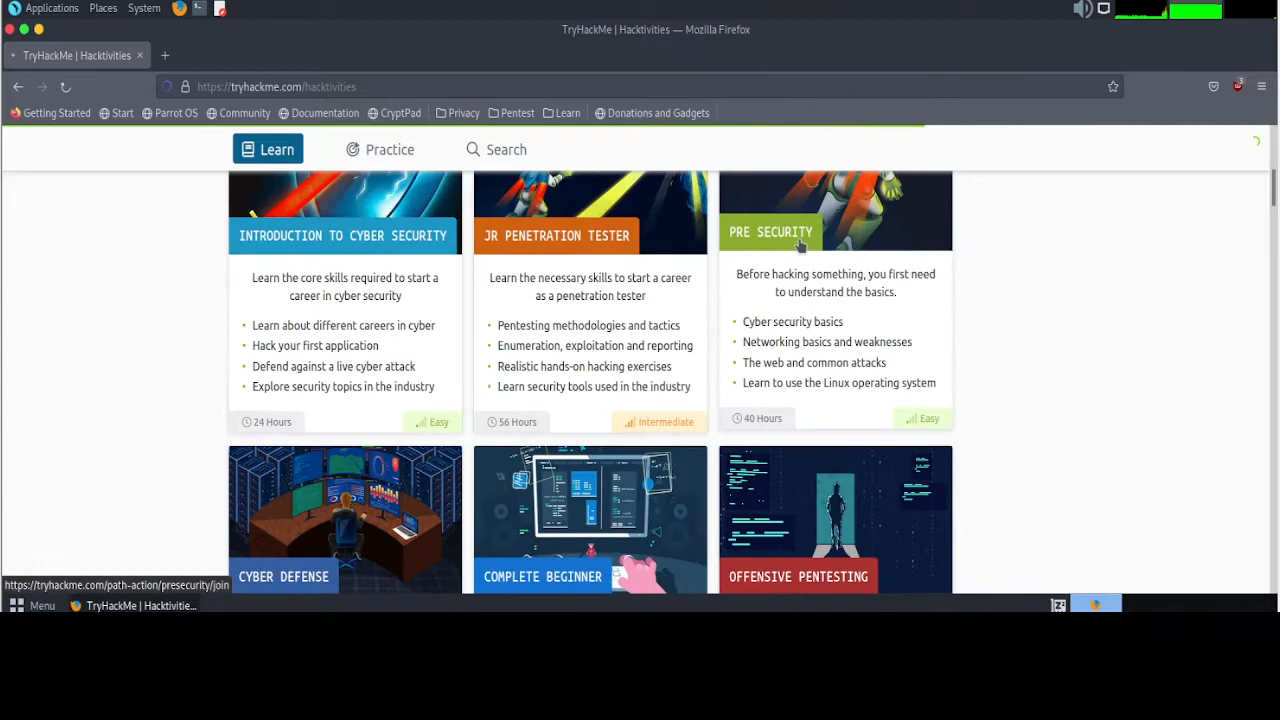 Applications Places System
TryHackMe | Hacktivities — Mozilla Firefox
TryHackMe | Hacktivities × +
https://tryhackme.com/hacktivities
3
Getting Started Start Parrot OS Community Documentation CryptPad Privacy Pentest Learn Donations and Gadgets
Learn Practice Search
INTRODUCTION TO CYBER SECURITY
Learn the core skills required to start a
career in cyber security
• Learn about different careers in cyber
• Hack your first application
• Defend against a live cyber attack
• Explore security topics in the industry
24 Hours Easy
JR PENETRATION TESTER
Learn the necessary skills to start a career
as a penetration tester
• Pentesting methodologies and tactics
• Enumeration, exploitation and reporting
• Realistic hands-on hacking exercises
• Learn security tools used in the industry
56 Hours Intermediate
PRE SECURITY
Before hacking something, you first need
to understand the basics.
• Cyber security basics
• Networking basics and weaknesses
• The web and common attacks
• Learn to use the Linux operating system
40 Hours Easy
CYBER DEFENSE
COMPLETE BEGINNER
OFFENSIVE PENTESTING
https://tryhackme.com/path-action/presecurity/join
Menu TryHackMe | Hacktivitie...